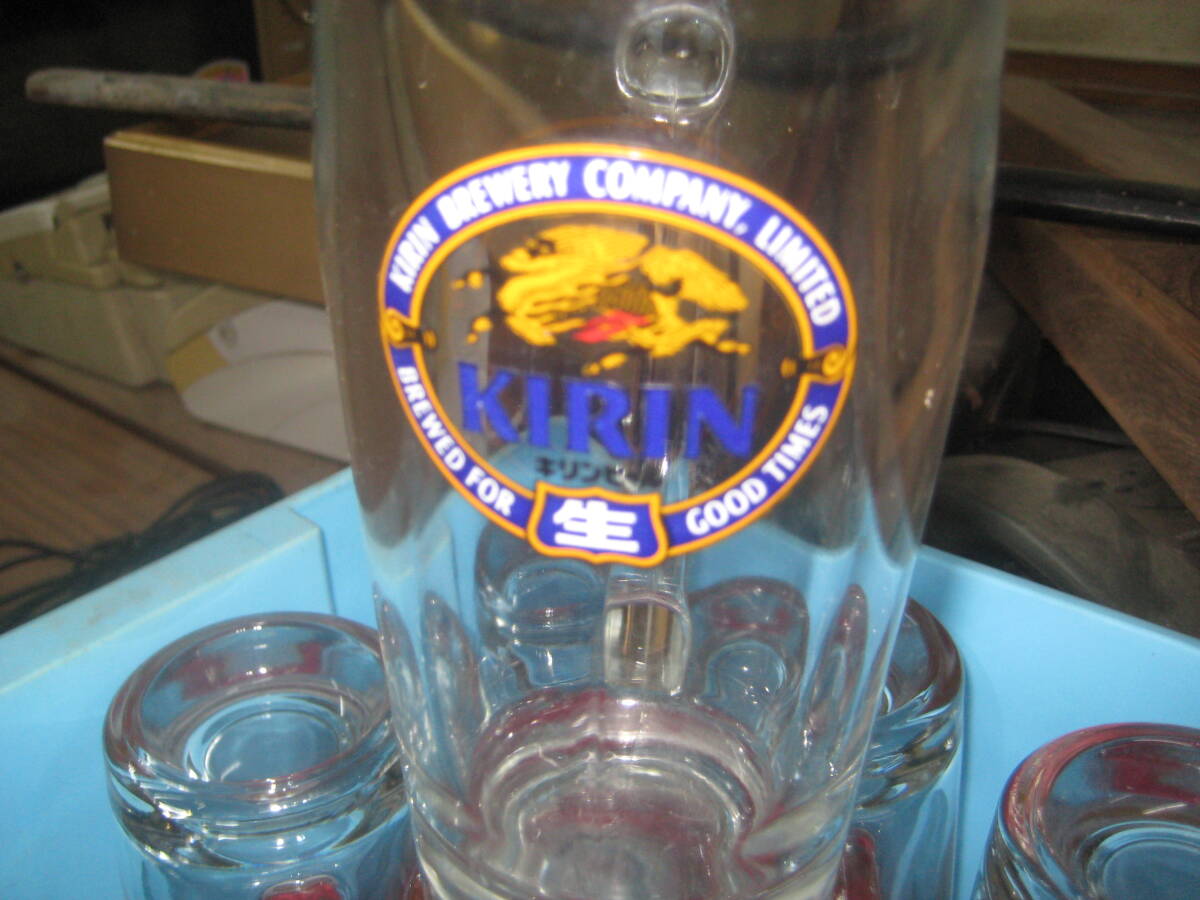 KIRIN BREWERY COMPANY, LIMITED
KIRIN
キリンビール
BREWED FOR
生
GOOD TIMES